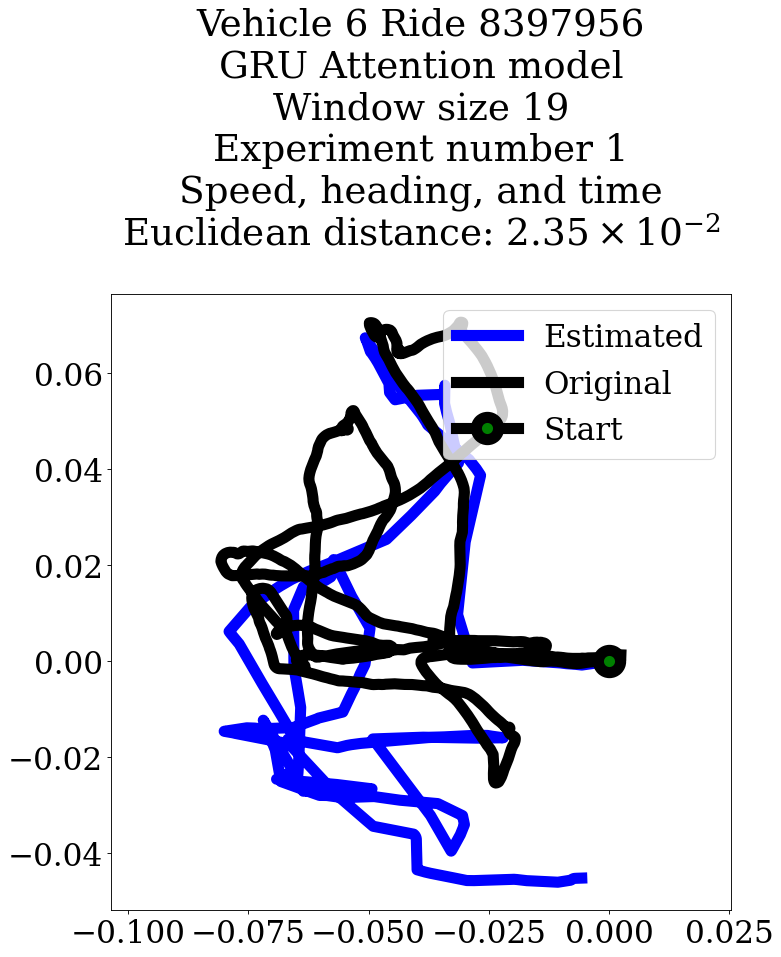 Vehicle 6 Ride 8397956
GRU Attention model
Window size 19
Experiment number 1
Speed, heading, and time
Euclidean distance: 2.35 × 10⁻²
Estimated
Original
Start
0.06
0.04
0.02
0.00
−0.02
−0.04
−0.100 −0.075 −0.050 −0.025 0.000 0.025